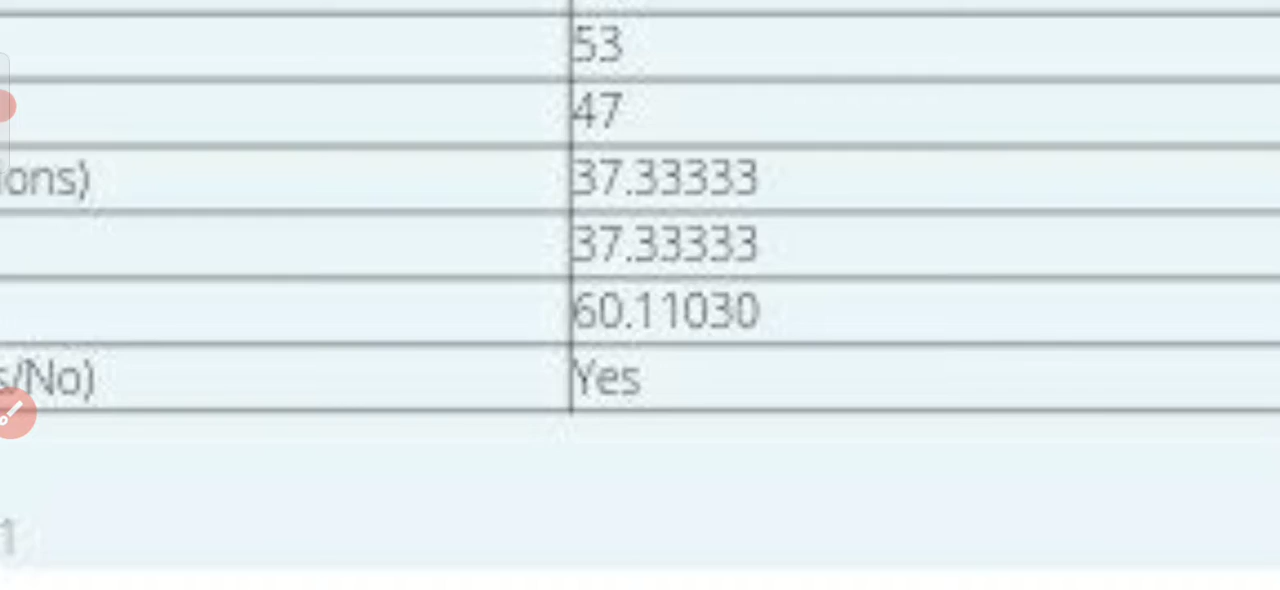 53
47
ions) 37.33333
37.33333
60.11030
s/No) Yes
1